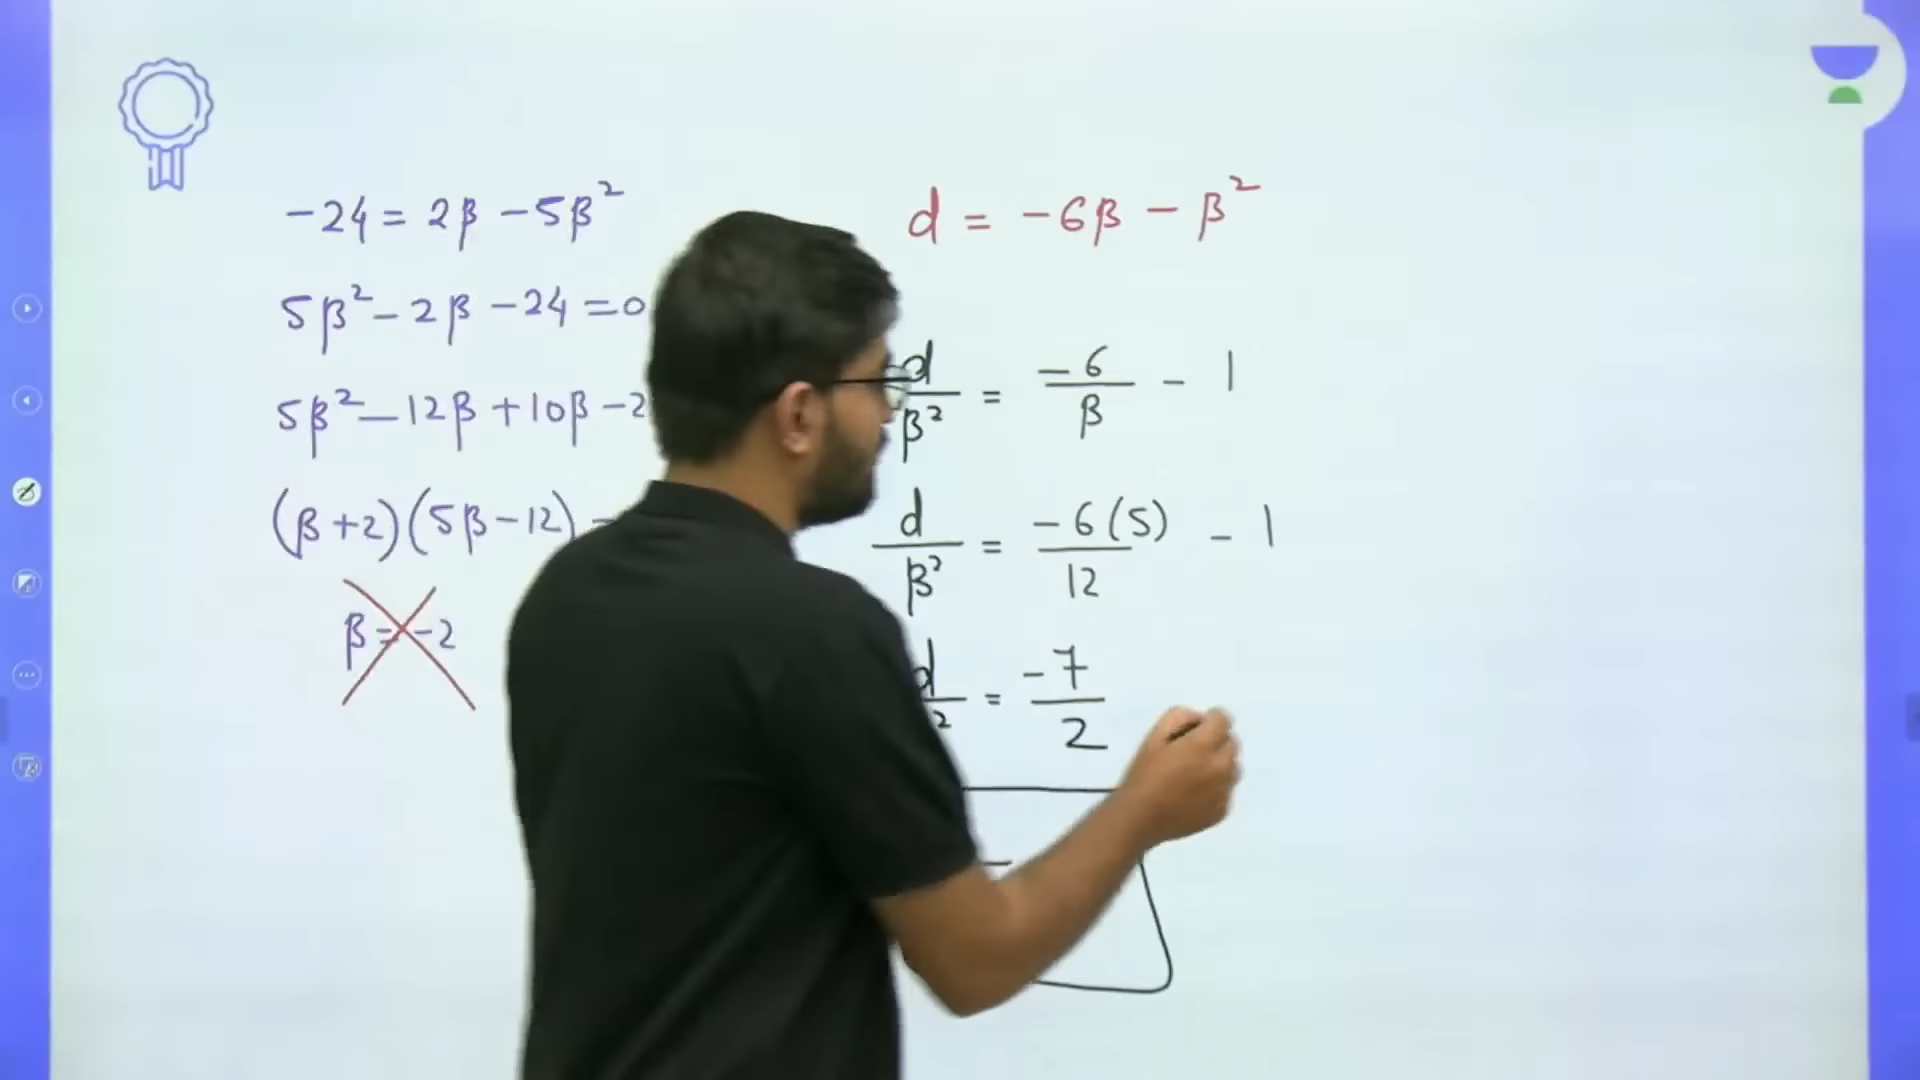 -24 = 2β - 5β²
5β² - 2β - 24 = 0
5β² - 12β + 10β - 2
(β + 2)(5β - 12)
β = -2
d = -6β - β²
d/β² = -6/β - 1
d/β² = -6(5)/12 - 1
d/ ² = -7/2